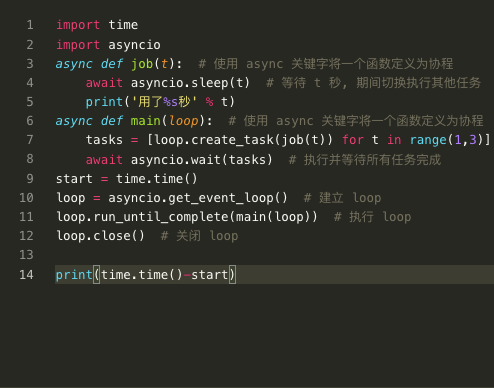 1 import time
2 import asyncio
3 async def job(t):  # 使用 async 关键字将一个函数定义为协程
4     await asyncio.sleep(t)  # 等待 t 秒, 期间切换执行其他任务
5     print('用了%s秒' % t)
6 async def main(loop):  # 使用 async 关键字将一个函数定义为协程
7     tasks = [loop.create_task(job(t)) for t in range(1,3)]
8     await asyncio.wait(tasks)  # 执行并等待所有任务完成
9 start = time.time()
10 loop = asyncio.get_event_loop()  # 建立 loop
11 loop.run_until_complete(main(loop))  # 执行 loop
12 loop.close()  # 关闭 loop
13
14 print(time.time()-start)